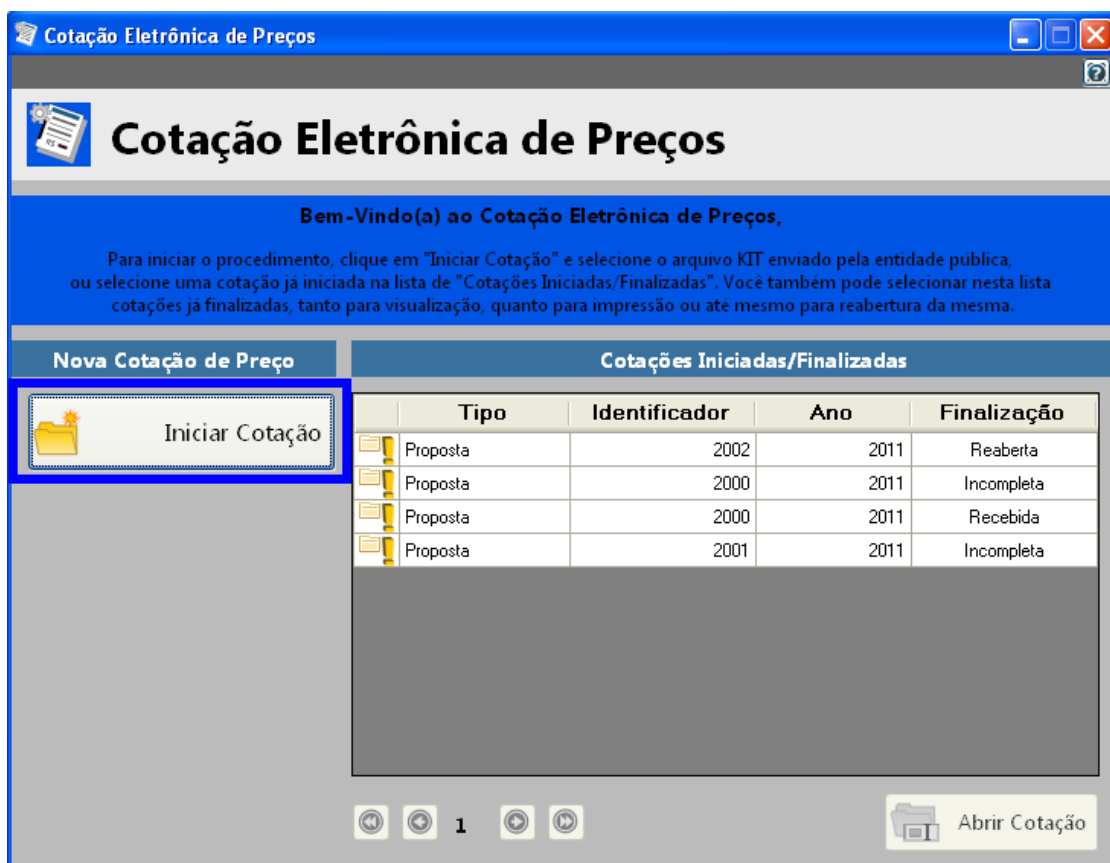 Cotação Eletrônica de Preços
Cotação Eletrônica de Preços
Bem-Vindo(a) ao Cotação Eletrônica de Preços,
Para iniciar o procedimento, clique em "Iniciar Cotação" e selecione o arquivo KIT enviado pela entidade pública,
ou selecione uma cotação já iniciada na lista de "Cotações Iniciadas/Finalizadas". Você também pode selecionar nesta lista
cotações já finalizadas, tanto para visualização, quanto para impressão ou até mesmo para reabertura da mesma.
Nova Cotação de Preço
Cotações Iniciadas/Finalizadas
Iniciar Cotação
Tipo Identificador Ano Finalização
Proposta 2002 2011 Reaberta
Proposta 2000 2011 Incompleta
Proposta 2000 2011 Recebida
Proposta 2001 2011 Incompleta
1
Abrir Cotação